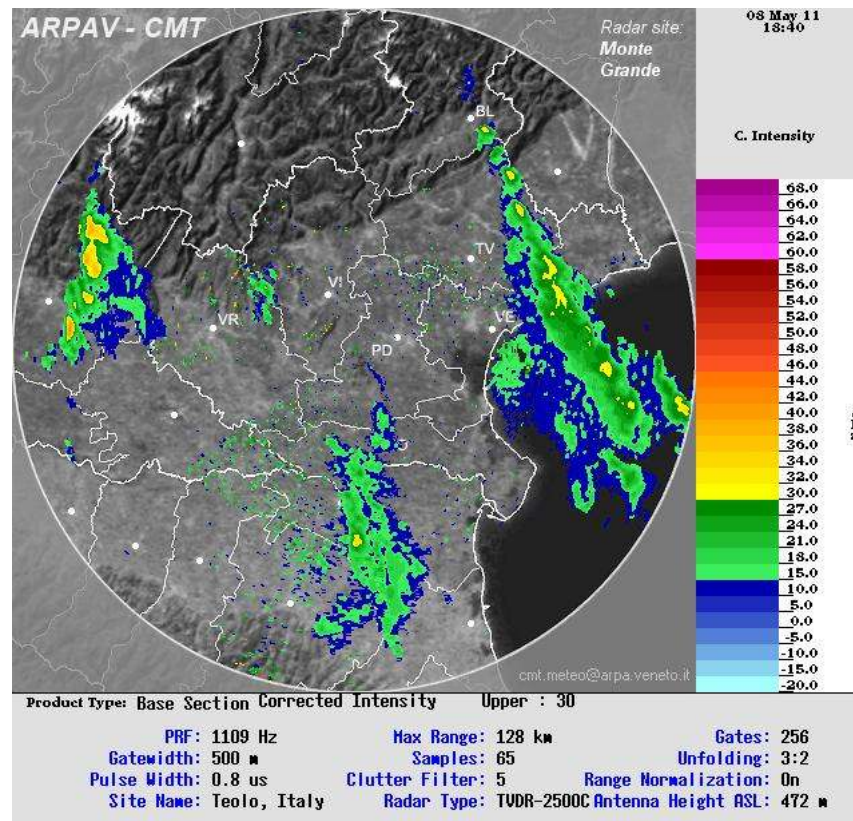 ARPAV - CMT
Radar site:
Monte
Grande
08 May 11
18:40
C. Intensity
BL
TV
VI
VR
VE
PD
68.0
66.0
64.0
62.0
60.0
58.0
56.0
54.0
52.0
50.0
48.0
46.0
44.0
42.0
40.0
38.0
36.0
34.0
32.0
30.0
27.0
24.0
21.0
18.0
15.0
10.0
5.0
0.0
-5.0
-10.0
-15.0
-20.0
cmt.meteo@arpa.veneto.it
Product Type: Base Section Corrected Intensity Upper : 30
PRF: 1109 Hz Max Range: 128 km Gates: 256
Gatewidth: 500 m Samples: 65 Unfolding: 3:2
Pulse Width: 0.8 us Clutter Filter: 5 Range Normalization: On
Site Name: Teolo, Italy Radar Type: TVDR-2500C Antenna Height ASL: 472 m